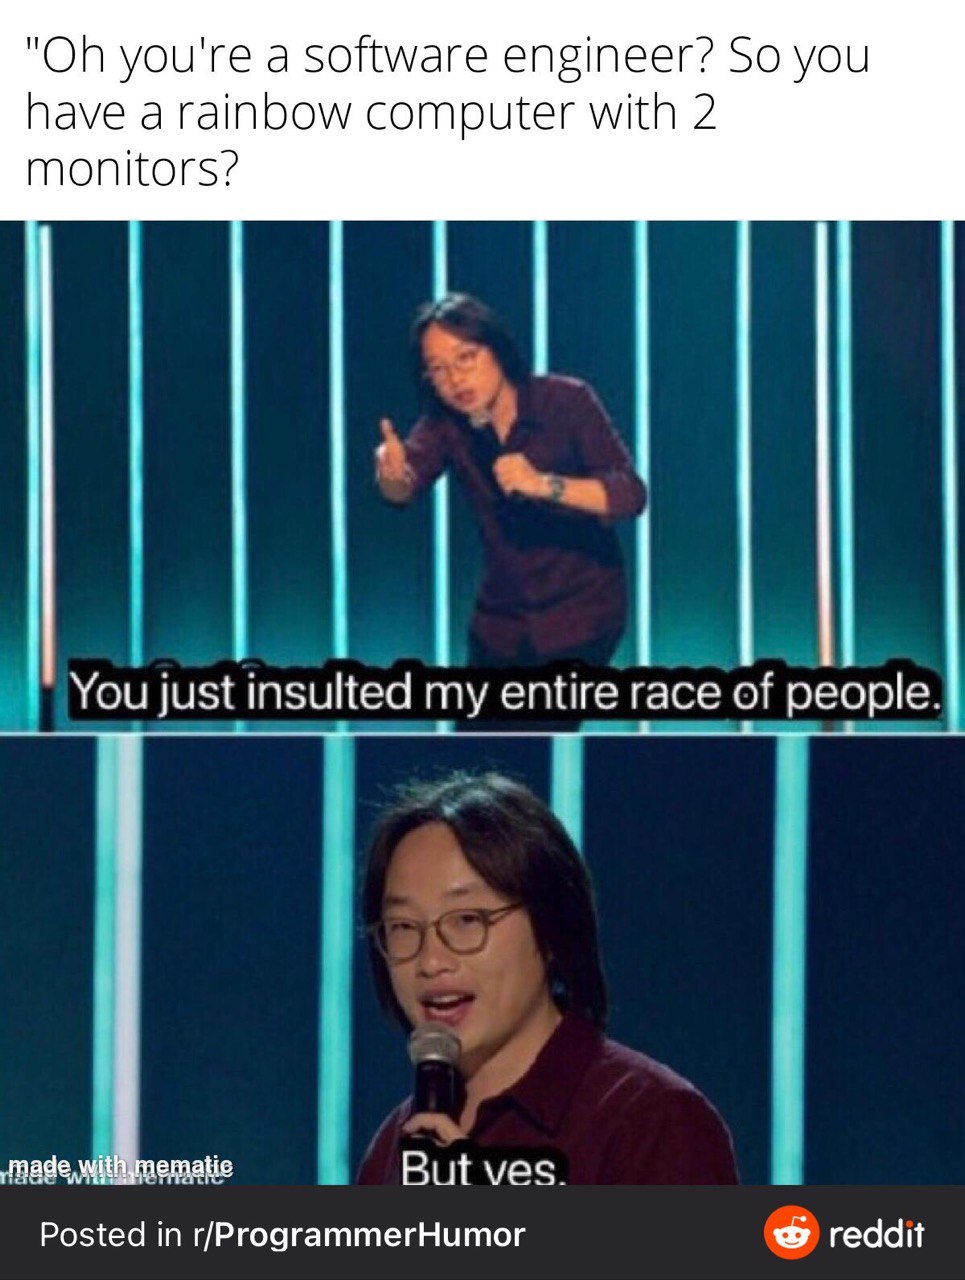 "Oh you're a software engineer? So you
have a rainbow computer with 2
monitors?
You just insulted my entire race of people.
But yes.
made with mematic
Posted in r/ProgrammerHumor
reddit